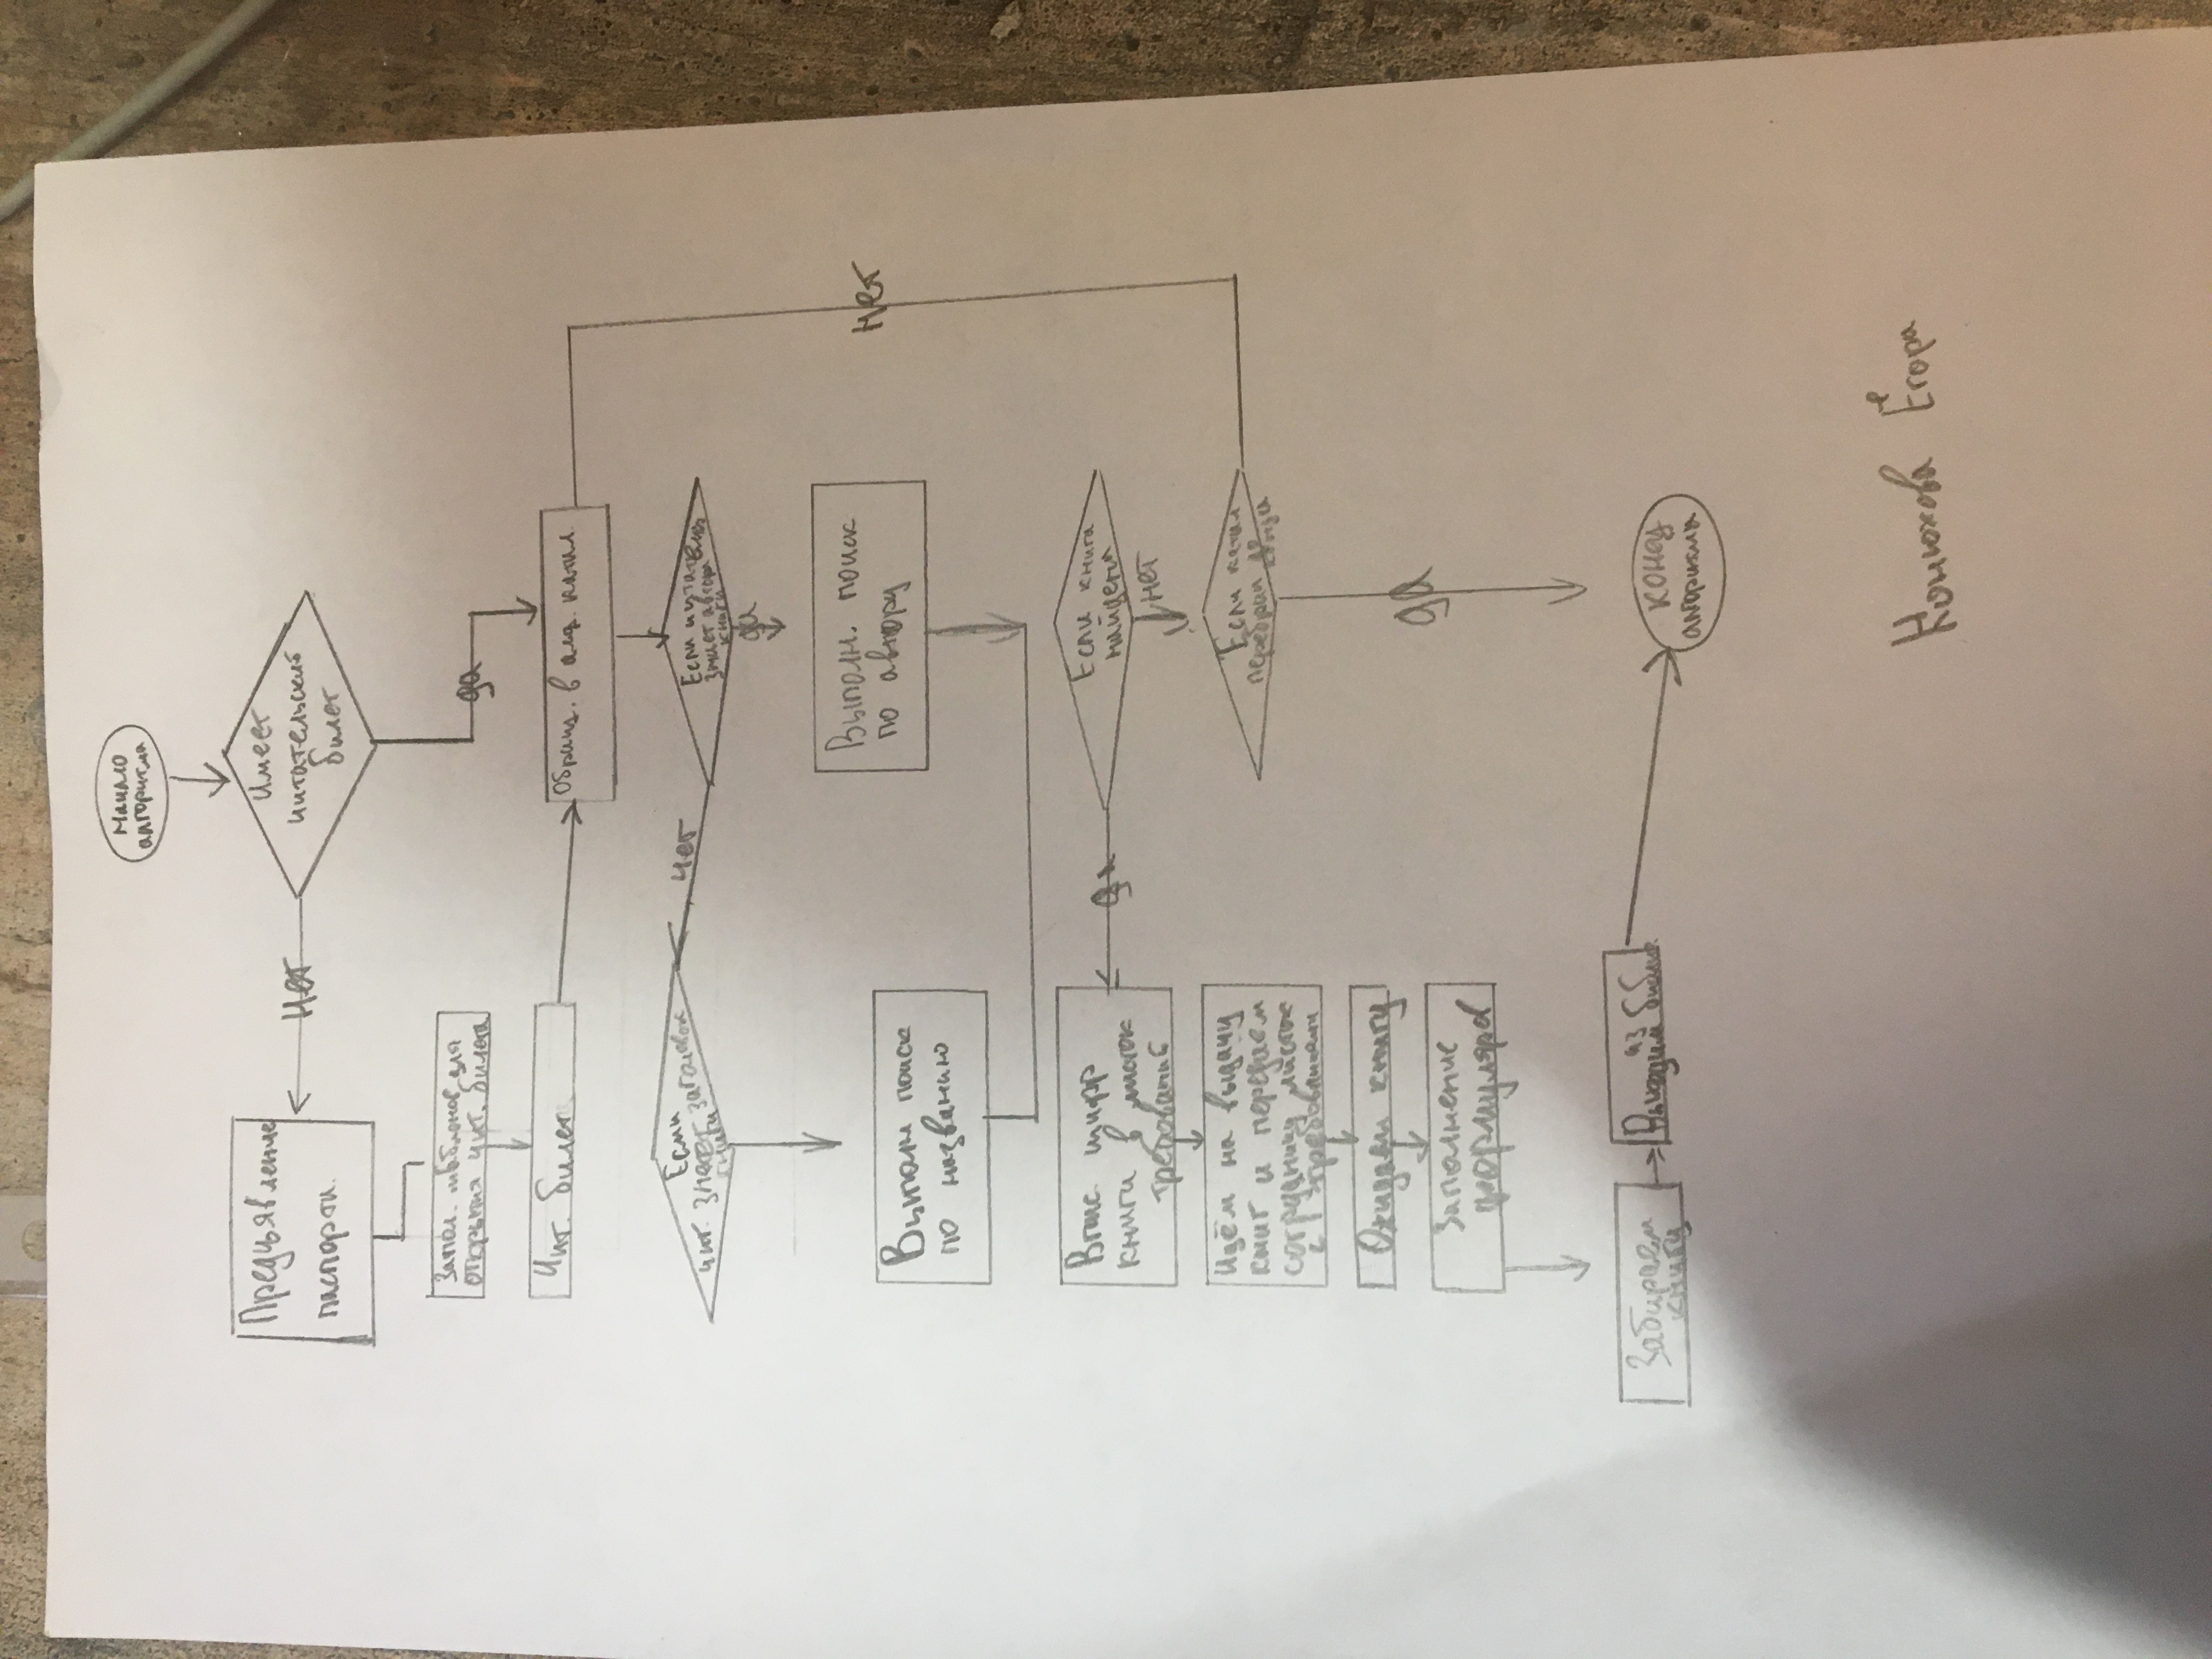 Начало
алгоритма
Имеет
читательский
билет
Нет
Предъявление
паспорта.
да
Запол. шаблонов для
открытия чит. билета
Чит. билет
Обращ. в алф. катал.
Если читатель
знает автора
книги
нет
Если
чит. знает заголовок
книги
да
Выполн. поиск
по автору
Выполн поиск
по названию
нет
Если книга
найдена
да
Впис. шифр
книги в листок
требований
нет
Если катал
перебран до
конца
Идём на выдачу
книг и передаём
сотруднику листок
с требованиями
Ожидаем книгу
да
Заполнение
формуляров
Забираем
книгу
Выходим из библ.
конец
алгоритма
Конюхова Егора